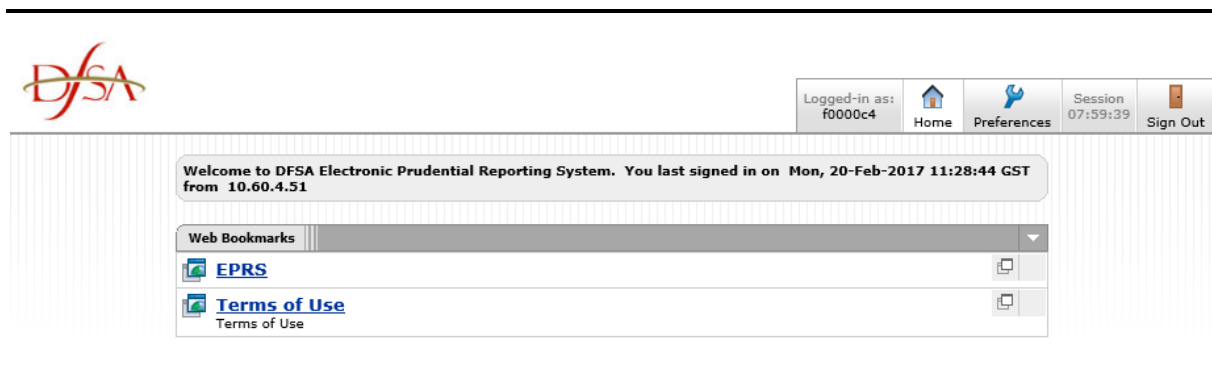 DFSA
Logged-in as:
f0000c4
Home
Preferences
Session
07:59:39
Sign Out
Welcome to DFSA Electronic Prudential Reporting System. You last signed in on Mon, 20-Feb-2017 11:28:44 GST
from 10.60.4.51
Web Bookmarks
EPRS
Terms of Use
Terms of Use